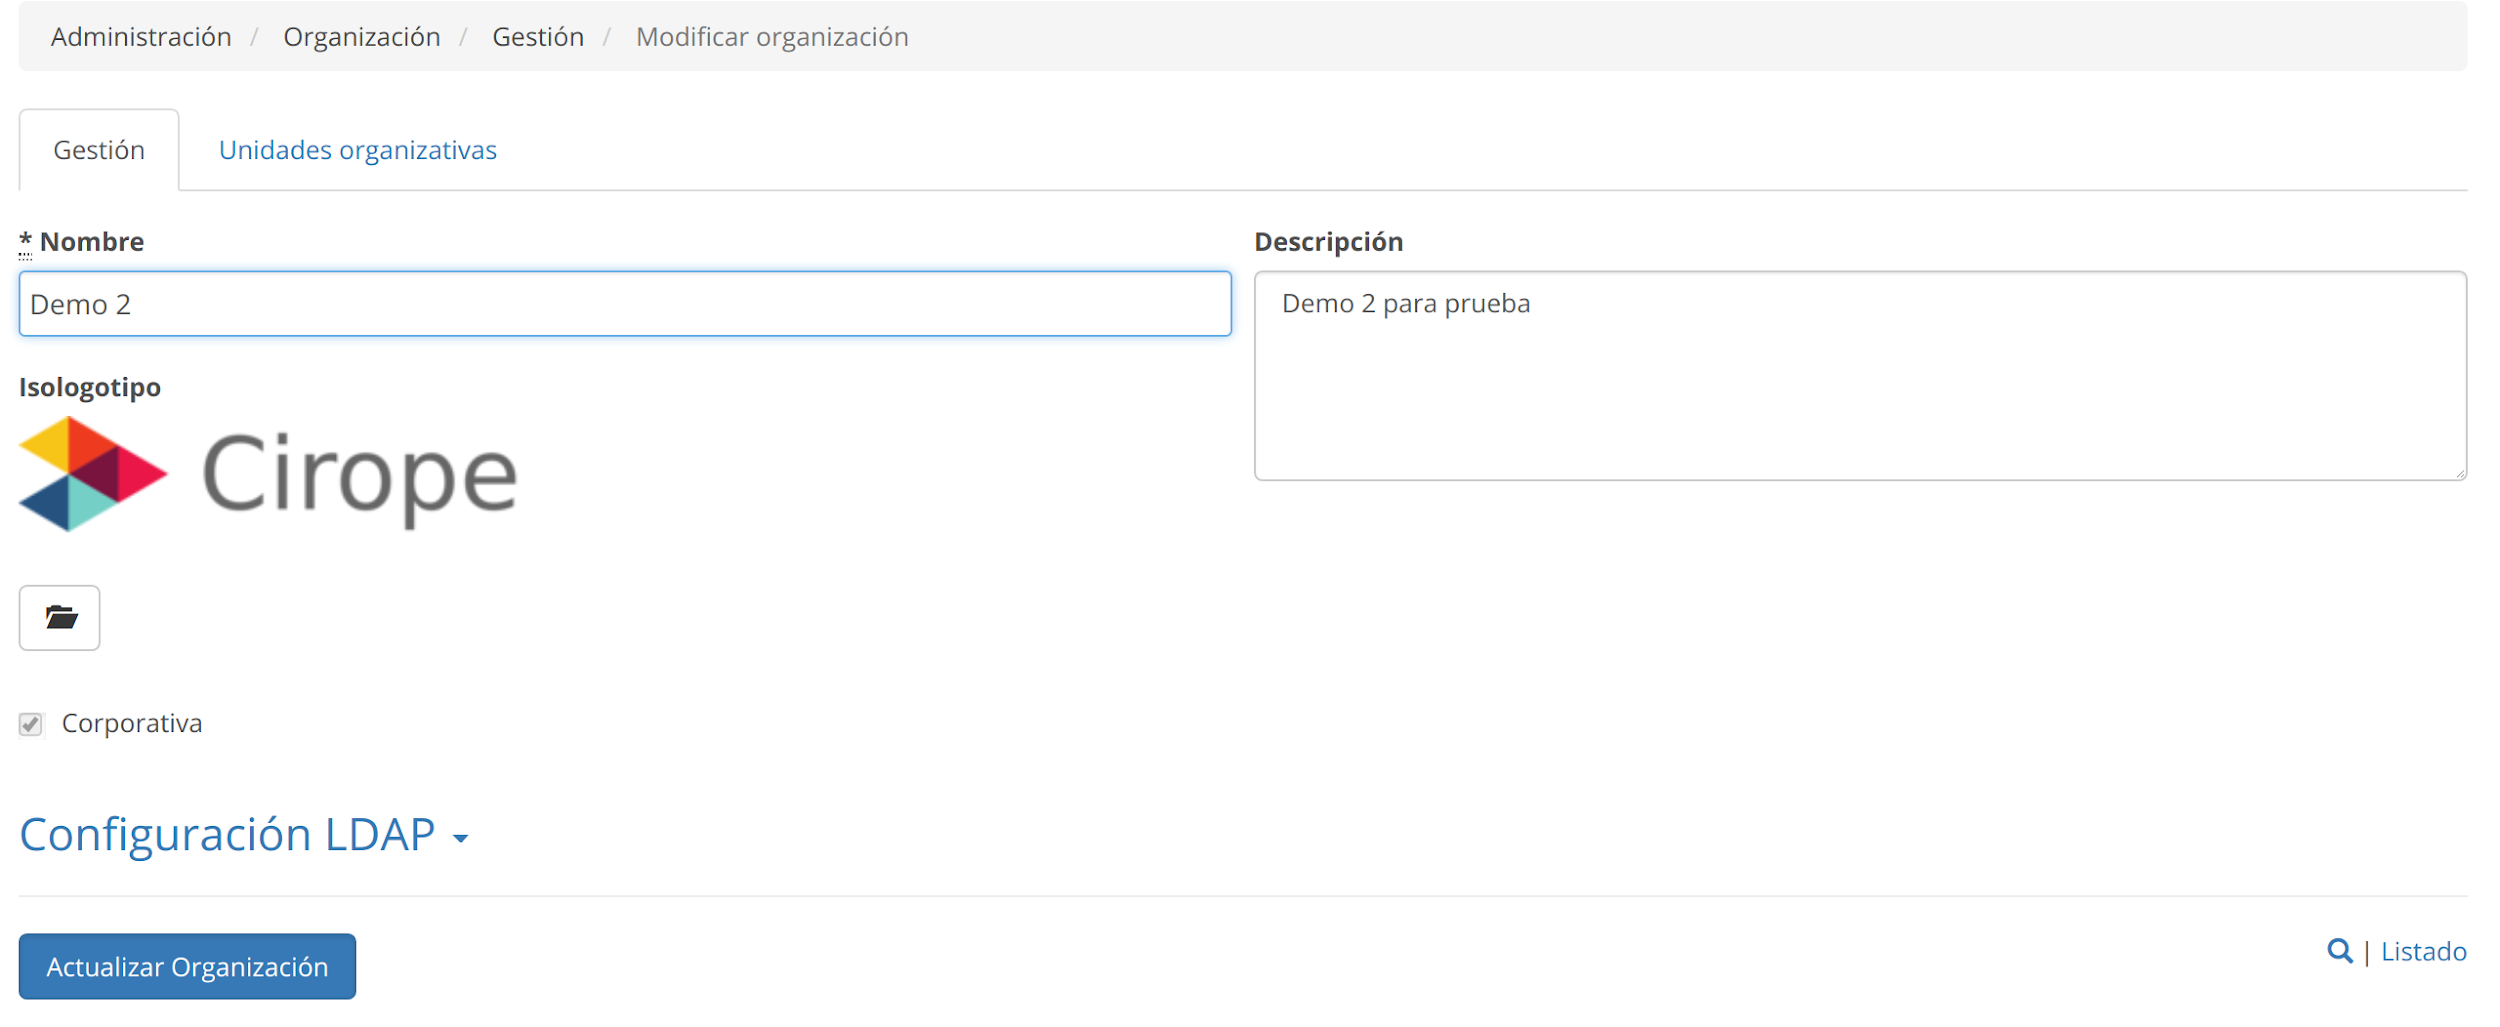 Administración / Organización / Gestión / Modificar organización
Gestión
Unidades organizativas
* Nombre
Demo 2
Descripción
Demo 2 para prueba
Isologotipo
Cirope
Corporativa
Configuración LDAP
Actualizar Organización
| Listado